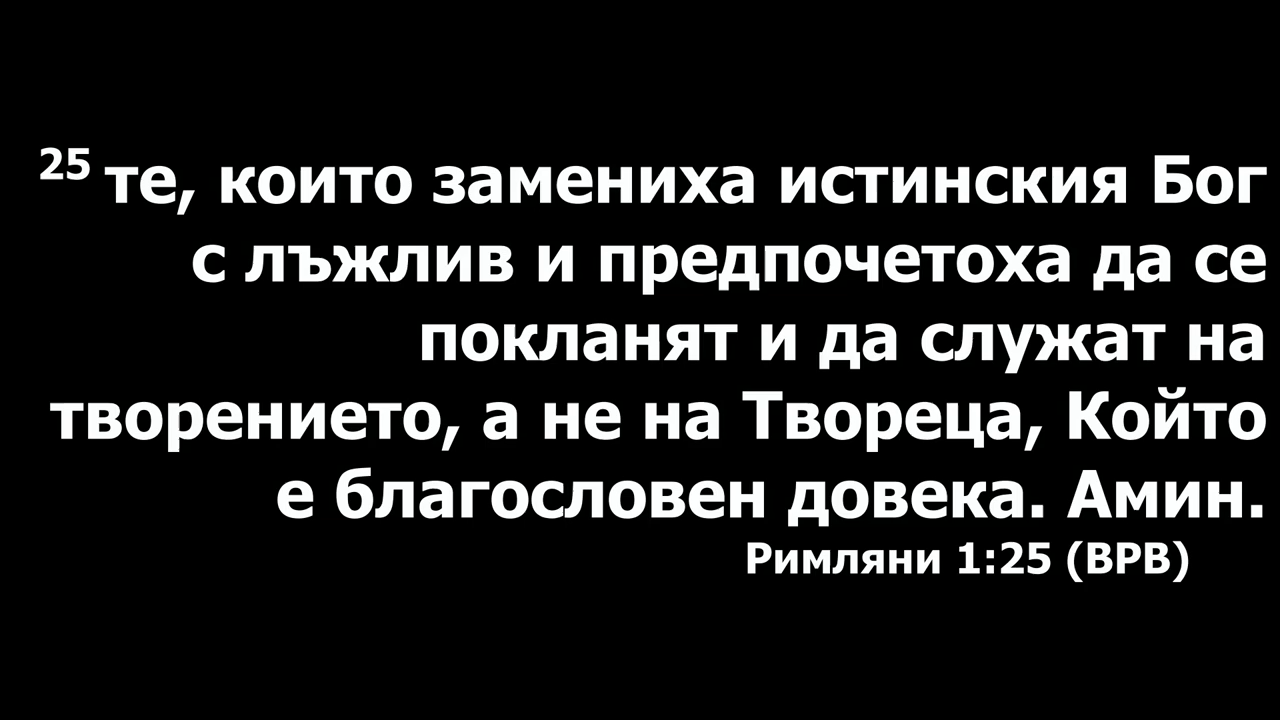 25 те, които замениха истинския Бог
с лъжлив и предпочетоха да се
покланят и да служат на
творението, а не на Твореца, Който
е благословен довека. Амин.
Римляни 1:25 (ВРВ)